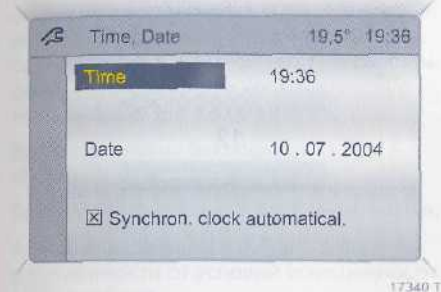 Time, Date 19,5° 19:36
Time 19:36
Date 10 . 07 . 2004
☒ Synchron. clock automatical.
17340 T